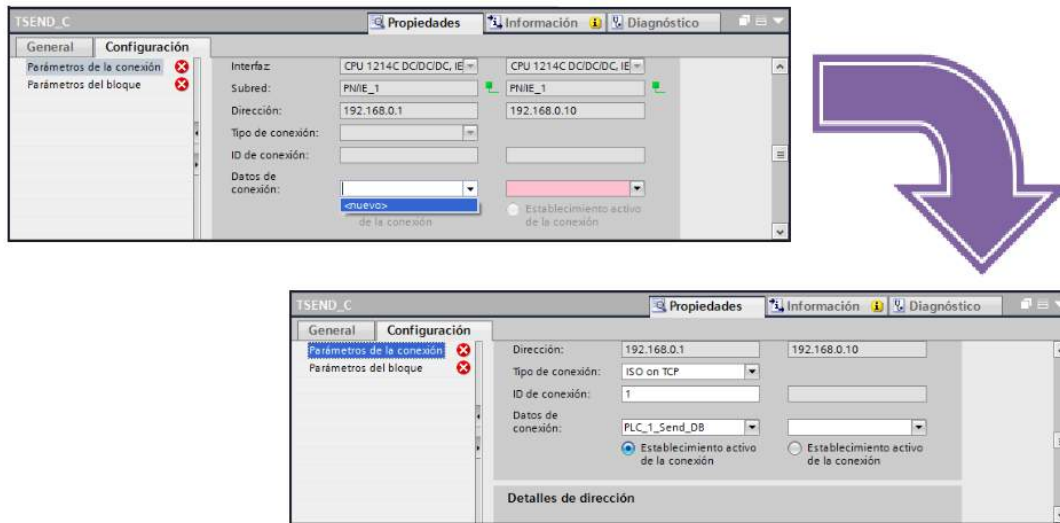 TSEND_C Propiedades Información Diagnóstico
General Configuración
Parámetros de la conexión
Parámetros del bloque
Interfaz: CPU 1214C DC/DC/DC, IE CPU 1214C DC/DC/DC, IE
Subred: PN/IE_1 PN/IE_1
Dirección: 192.168.0.1 192.168.0.10
Tipo de conexión:
ID de conexión:
Datos de
conexión:
<nuevo> Establecimiento activo
de la conexión de la conexión
TSEND_C Propiedades Información Diagnóstico
General Configuración
Parámetros de la conexión
Parámetros del bloque
Dirección: 192.168.0.1 192.168.0.10
Tipo de conexión: ISO on TCP
ID de conexión: 1
Datos de
conexión: PLC_1_Send_DB
Establecimiento activo Establecimiento activo
de la conexión de la conexión
Detalles de dirección